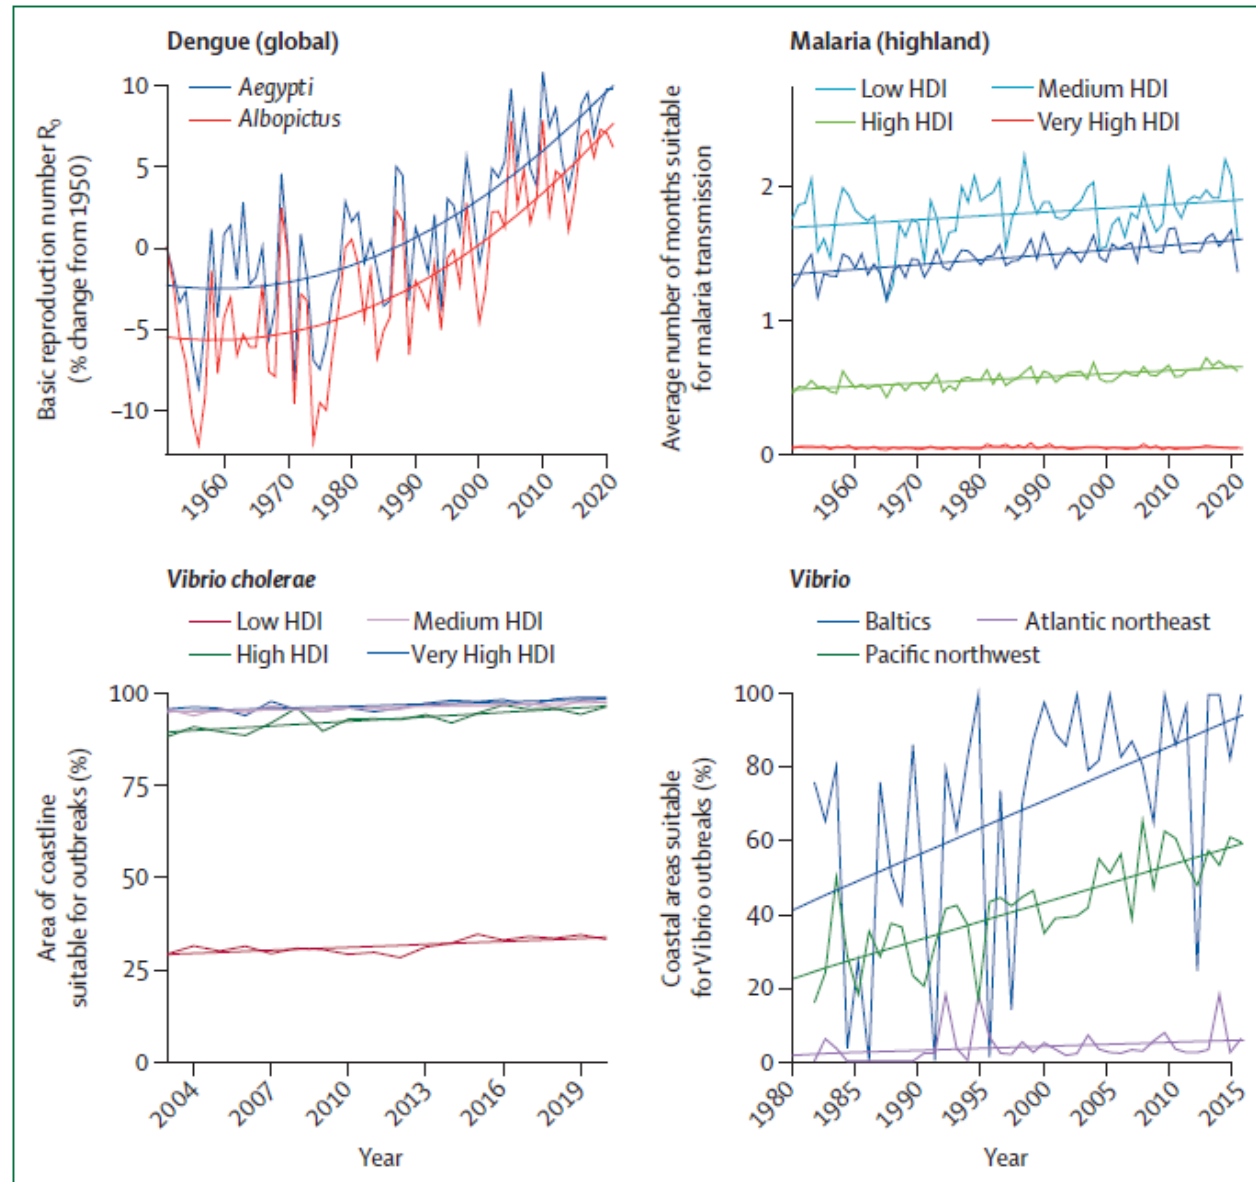 Dengue (global)
Aegypti
Albopictus
Basic reproduction number R0
(% change from 1950)
10
5
0
−5
−10
1960
1970
1980
1990
2000
2010
2020
Malaria (highland)
Low HDI
Medium HDI
High HDI
Very High HDI
Average number of months suitable
for malaria transmission
2
1
0
1960
1970
1980
1990
2000
2010
2020
Vibrio cholerae
Low HDI
Medium HDI
High HDI
Very High HDI
Area of coastline
suitable for outbreaks (%)
100
75
50
25
0
2004
2007
2010
2013
2016
2019
Year
Vibrio
Baltics
Atlantic northeast
Pacific northwest
Coastal areas suitable
for Vibrio outbreaks (%)
100
80
60
40
20
0
1980
1985
1990
1995
2000
2005
2010
2015
Year